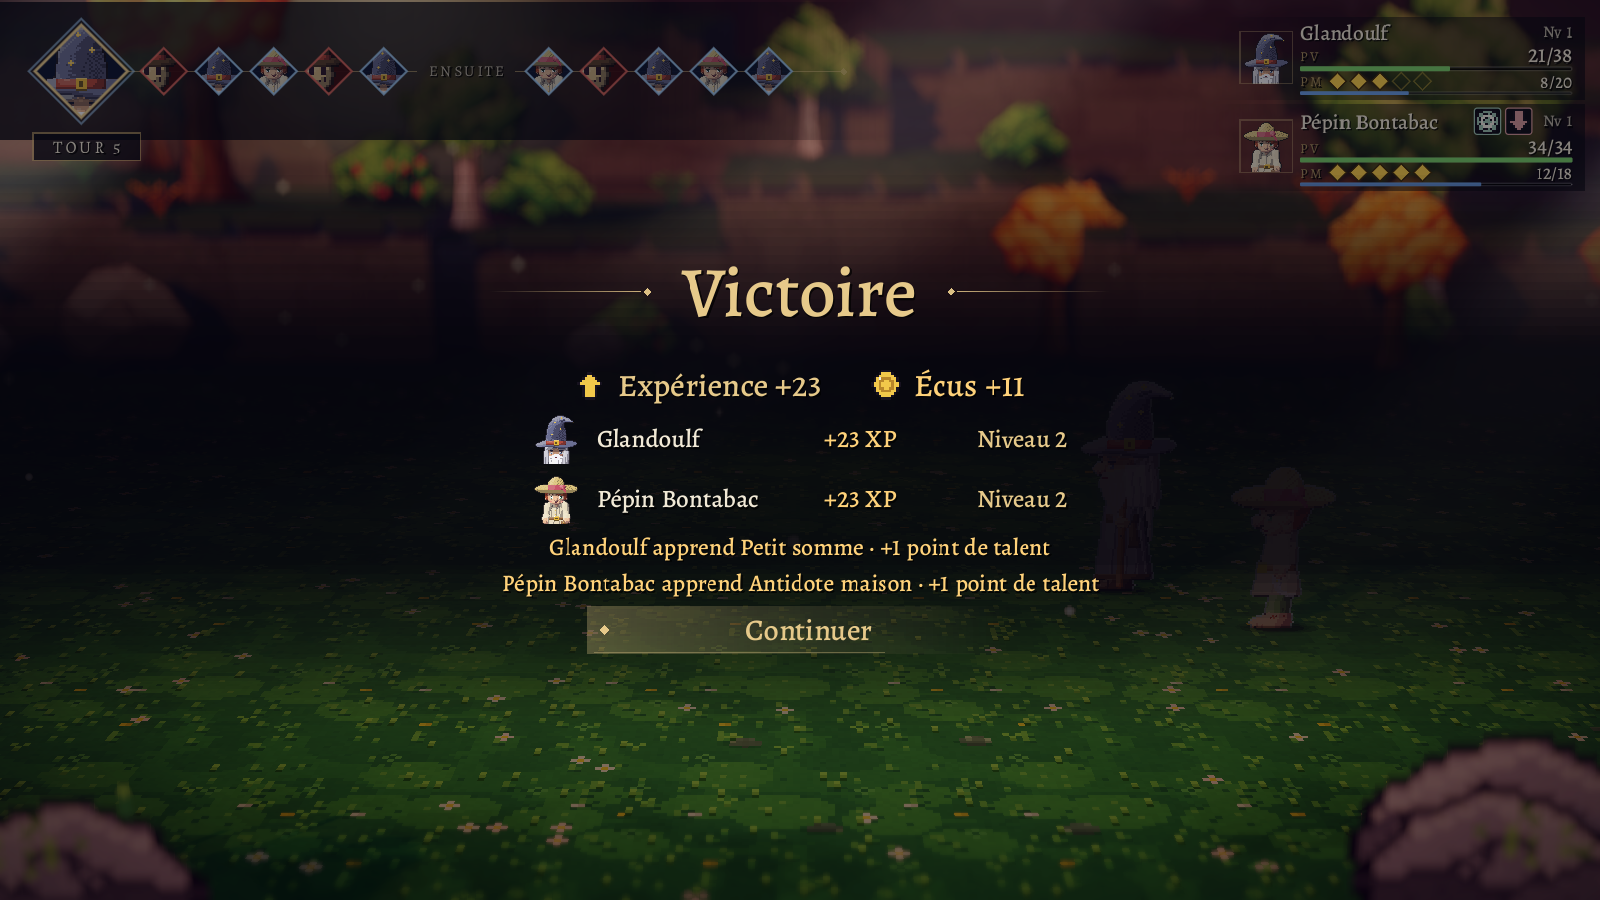 ENSUITE
TOUR 5
Glandoulf Nv 1
PV 21/38
PM 8/20
Pépin Bontabac Nv 1
PV 34/34
PM 12/18
Victoire
Expérience +23 Écus +11
Glandoulf +23 XP Niveau 2
Pépin Bontabac +23 XP Niveau 2
Glandoulf apprend Petit somme · +1 point de talent
Pépin Bontabac apprend Antidote maison · +1 point de talent
Continuer